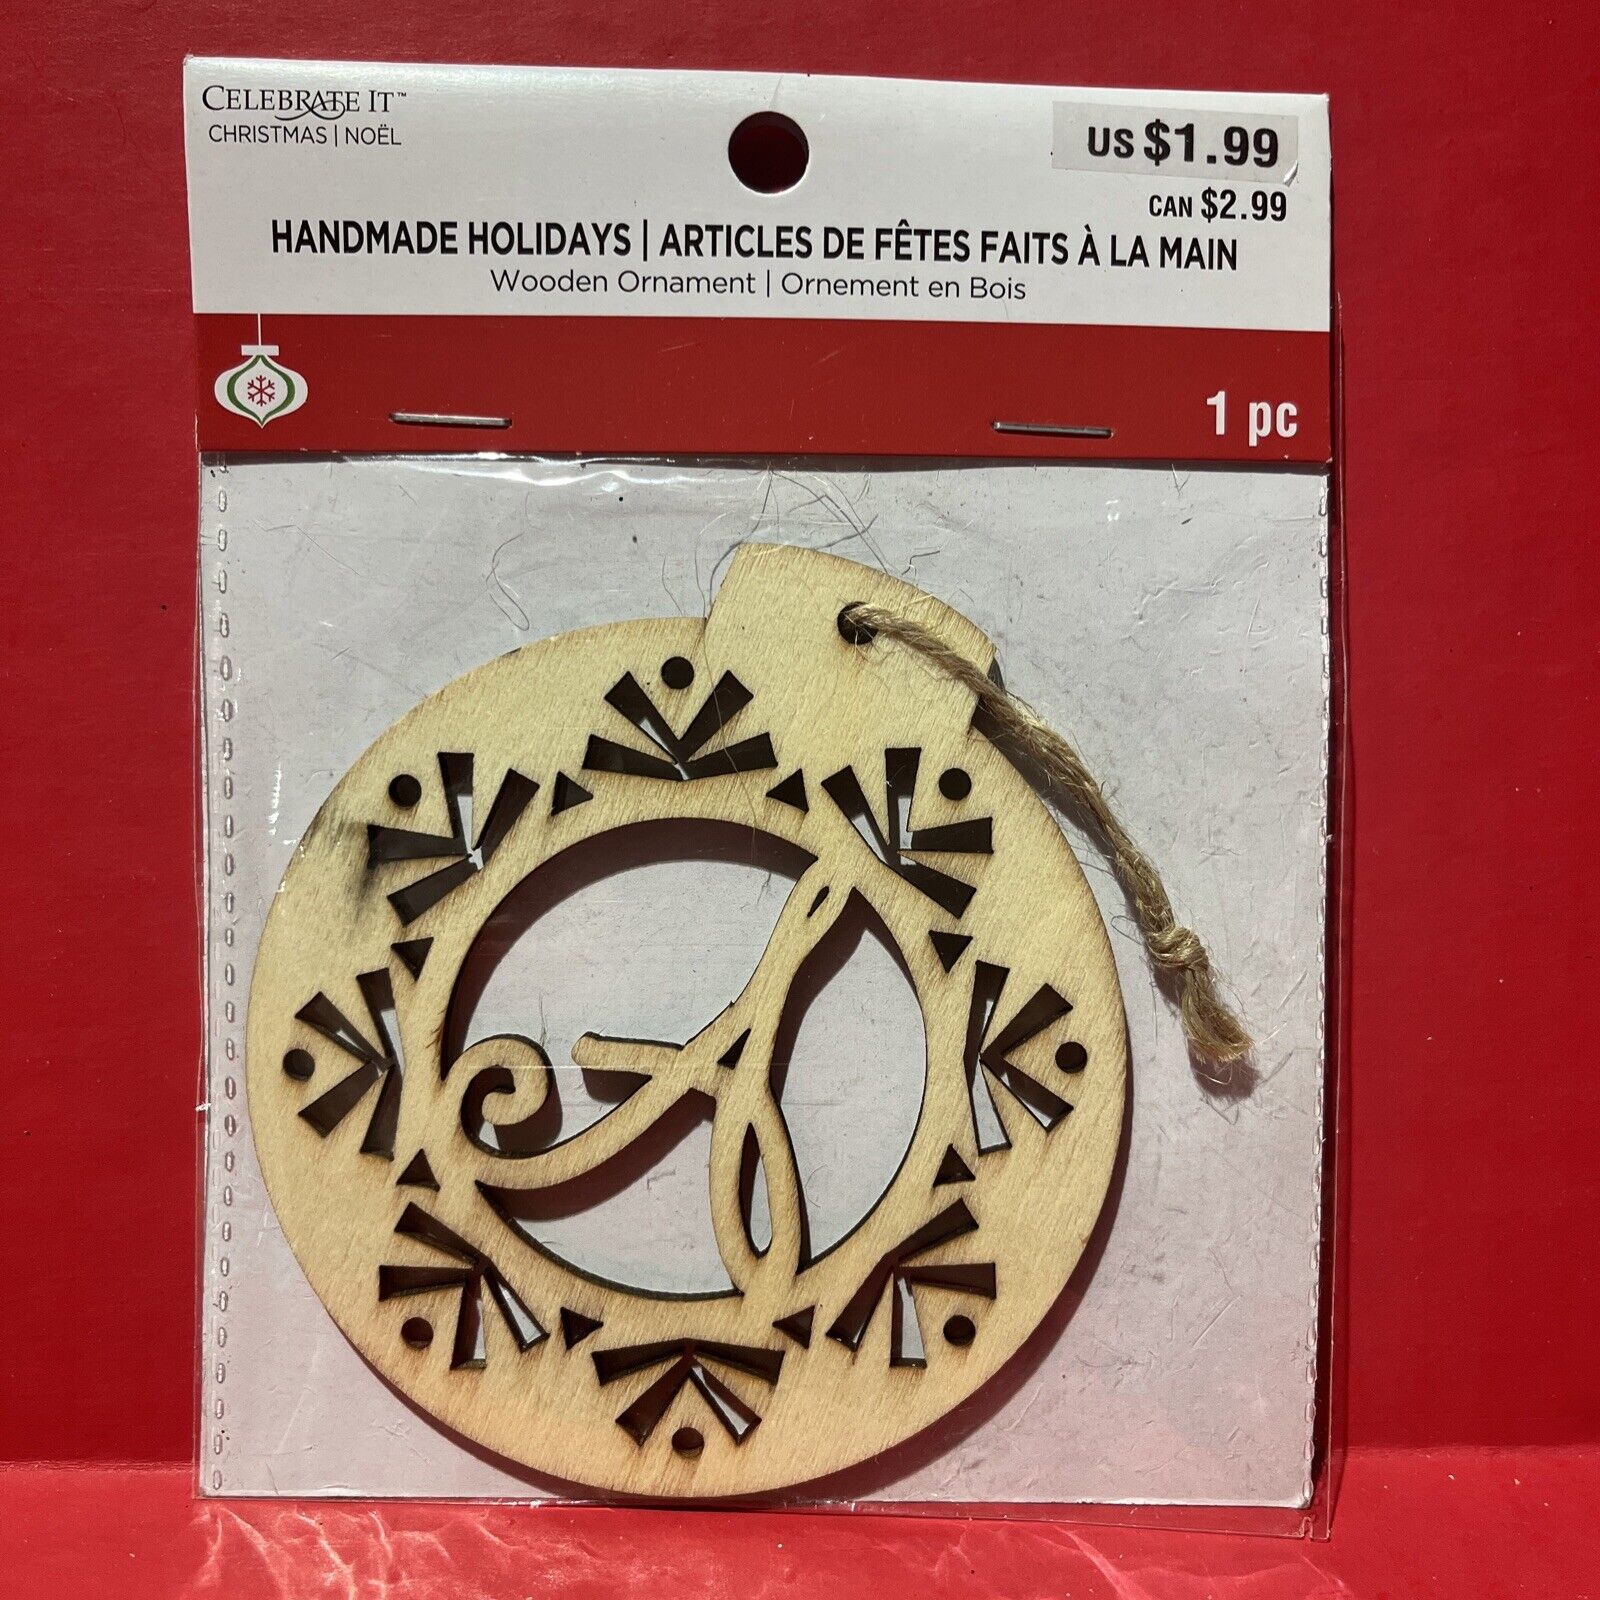 CELEBRATE IT™
CHRISTMAS | NOËL
US $1.99
CAN $2.99
HANDMADE HOLIDAYS | ARTICLES DE FÊTES FAITS À LA MAIN
Wooden Ornament | Ornement en Bois
1 pc
A